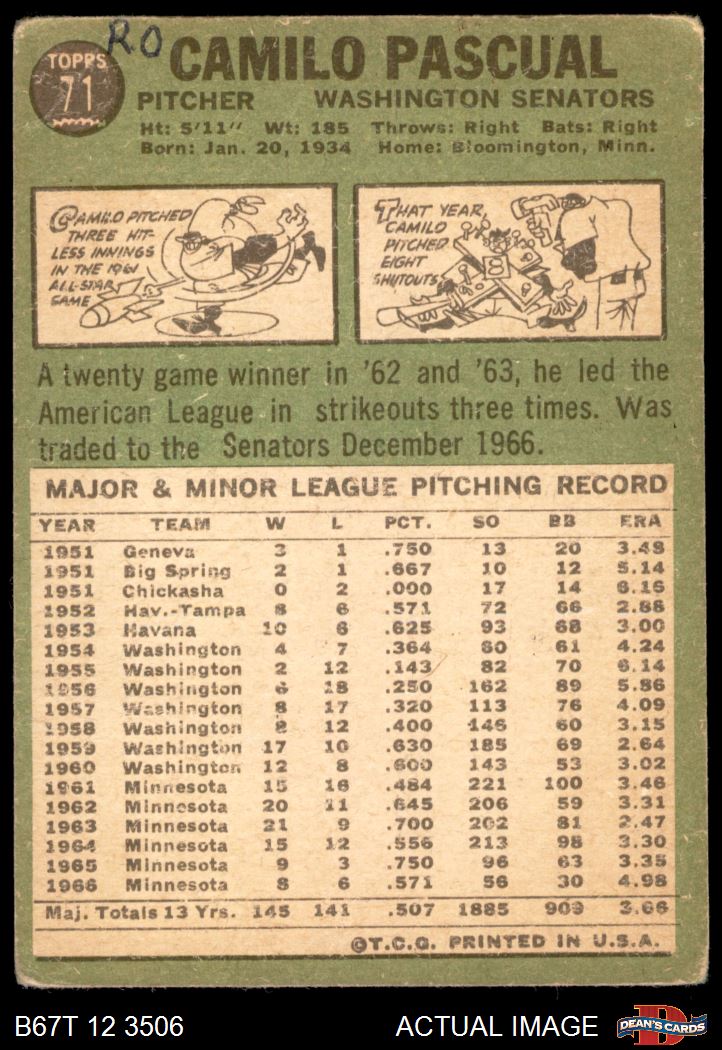 RO
TOPPS
71
CAMILO PASCUAL
PITCHER WASHINGTON SENATORS
Ht: 5'11" Wt: 185 Throws: Right Bats: Right
Born: Jan. 20, 1934 Home: Bloomington, Minn.
CAMILO PITCHED
THREE HIT-
LESS INNINGS
IN THE 1961
ALL-STAR
GAME
THAT YEAR,
CAMILO
PITCHED
EIGHT
SHUTOUTS
8
A twenty game winner in '62 and '63, he led the
American League in strikeouts three times. Was
traded to the Senators December 1966.
MAJOR & MINOR LEAGUE PITCHING RECORD
YEAR TEAM W L PCT. SO BB ERA
1951 Geneva 3 1 .750 13 20 3.48
1951 Big Spring 2 1 .667 10 12 5.14
1951 Chickasha 0 2 .000 17 14 6.16
1952 Hav.-Tampa 8 6 .571 72 66 2.88
1953 Havana 10 6 .625 93 68 3.00
1954 Washington 4 7 .364 60 61 4.24
1955 Washington 2 12 .143 82 70 6.14
1956 Washington 6 18 .250 162 89 5.86
1957 Washington 8 17 .320 113 76 4.09
1958 Washington 8 12 .400 146 60 3.15
1959 Washington 17 10 .630 185 69 2.64
1960 Washington 12 8 .600 143 53 3.02
1961 Minnesota 15 16 .484 221 100 3.46
1962 Minnesota 20 11 .645 206 59 3.31
1963 Minnesota 21 9 .700 202 81 2.47
1964 Minnesota 15 12 .556 213 98 3.30
1965 Minnesota 9 3 .750 96 63 3.35
1966 Minnesota 8 6 .571 56 30 4.98
Maj. Totals 13 Yrs. 145 141 .507 1885 909 3.66
©T.C.G. PRINTED IN U.S.A.
B67T 12 3506 ACTUAL IMAGE DEAN'S CARDS